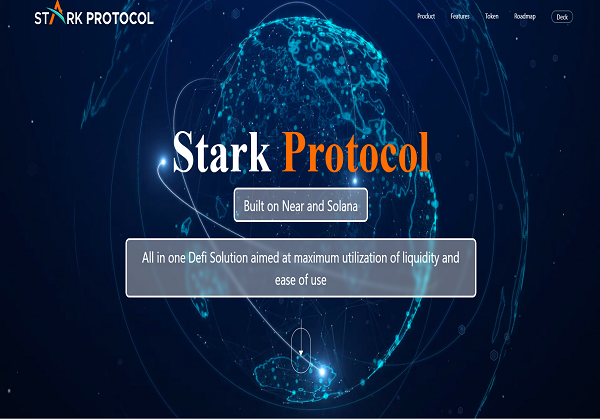 STARK PROTOCOL
Product Features Token Roadmap Deck
Stark Protocol
Built on Near and Solana
All in one Defi Solution aimed at maximum utilization of liquidity and
ease of use